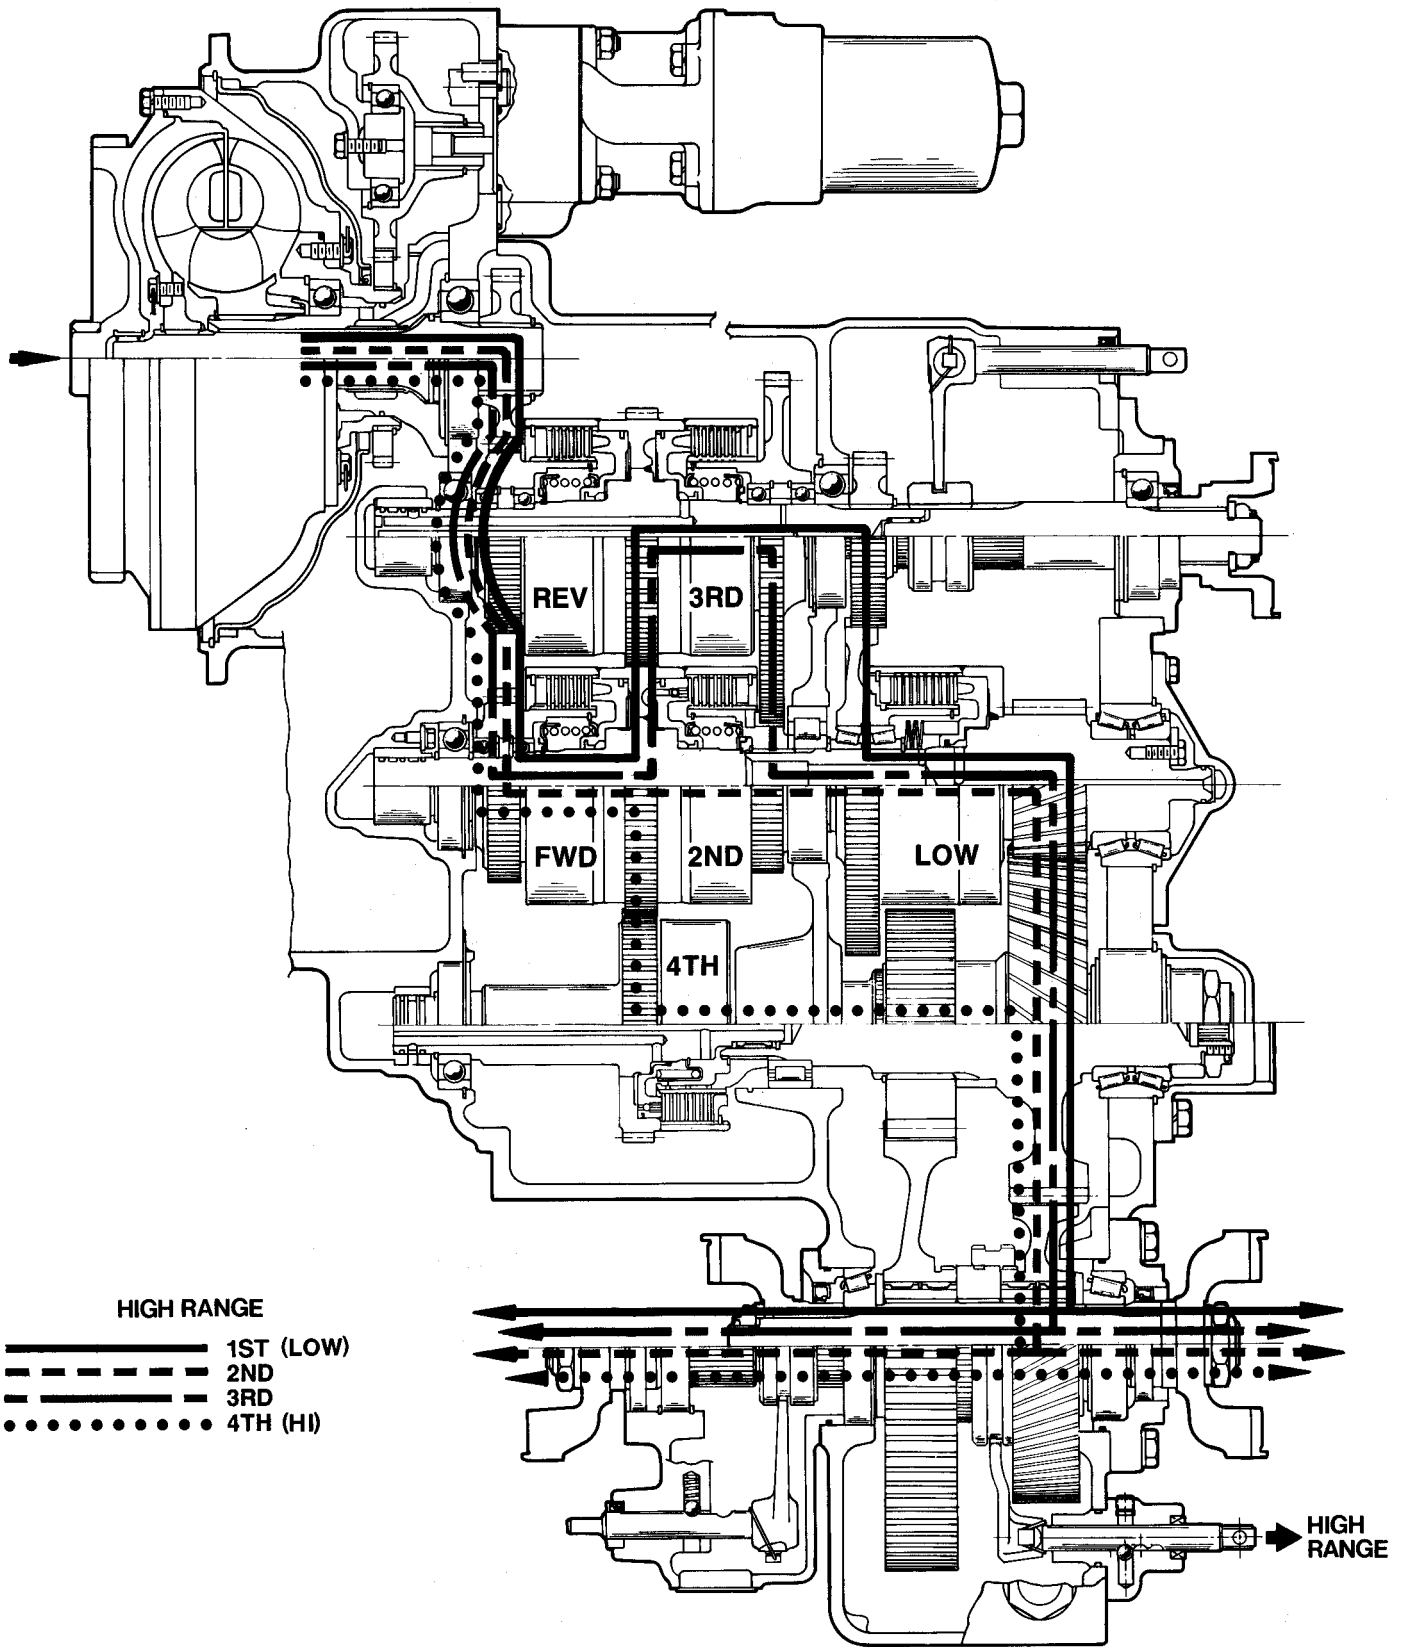 REV
3RD
FWD
2ND
LOW
4TH
HIGH RANGE
1ST (LOW)
2ND
3RD
4TH (HI)
HIGH
RANGE